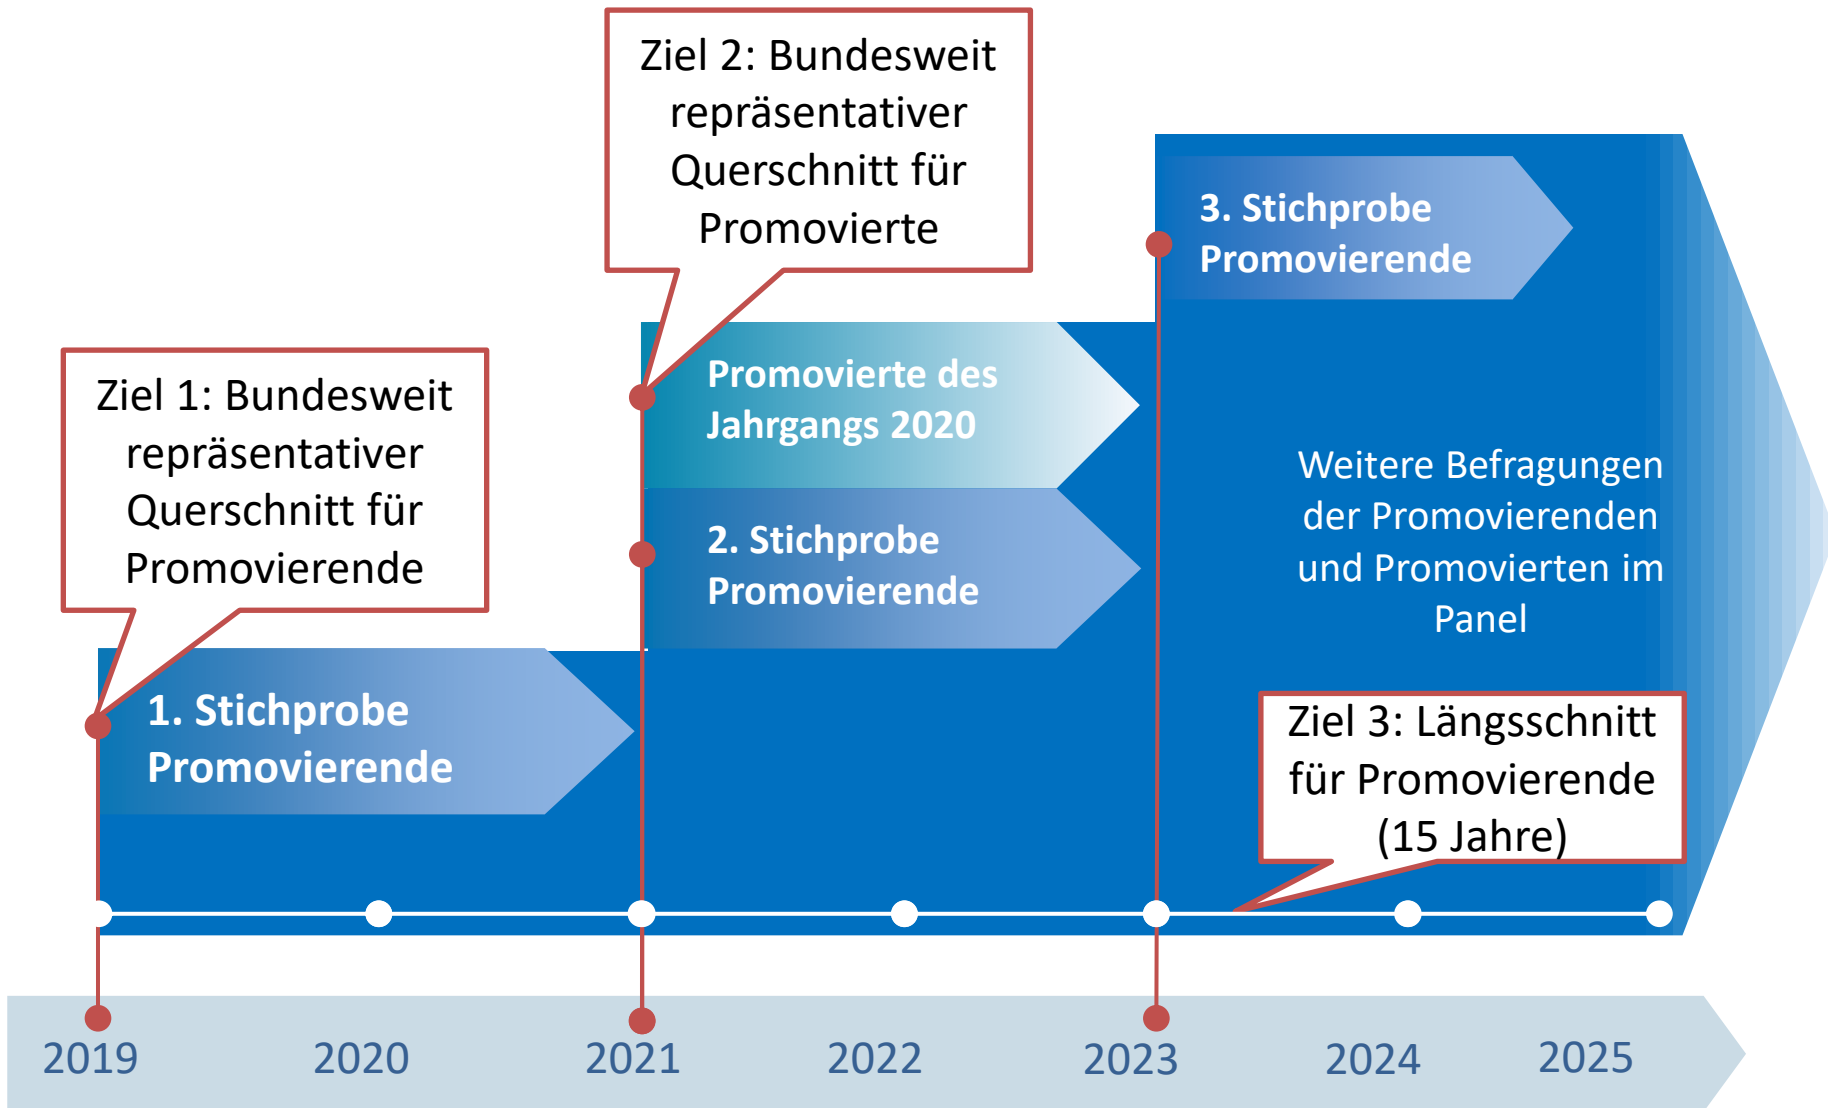 Ziel 2: Bundesweit
repräsentativer
Querschnitt für
Promovierte
3. Stichprobe
Promovierende
Ziel 1: Bundesweit
repräsentativer
Querschnitt für
Promovierende
Promovierte des
Jahrgangs 2020
Weitere Befragungen
der Promovierenden
und Promovierten im
Panel
2. Stichprobe
Promovierende
1. Stichprobe
Promovierende
Ziel 3: Längsschnitt
für Promovierende
(15 Jahre)
2019 2020 2021 2022 2023 2024 2025